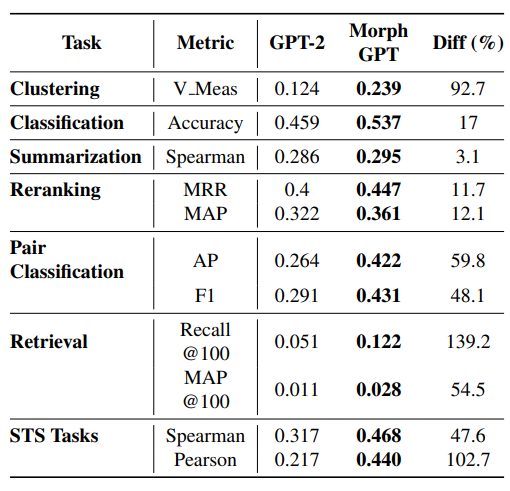 Task Metric GPT-2 Morph GPT Diff (%)
Clustering V_Meas 0.124 0.239 92.7
Classification Accuracy 0.459 0.537 17
Summarization Spearman 0.286 0.295 3.1
Reranking MRR 0.4 0.447 11.7
MAP 0.322 0.361 12.1
Pair Classification AP 0.264 0.422 59.8
F1 0.291 0.431 48.1
Retrieval Recall @100 0.051 0.122 139.2
MAP @100 0.011 0.028 54.5
STS Tasks Spearman 0.317 0.468 47.6
Pearson 0.217 0.440 102.7